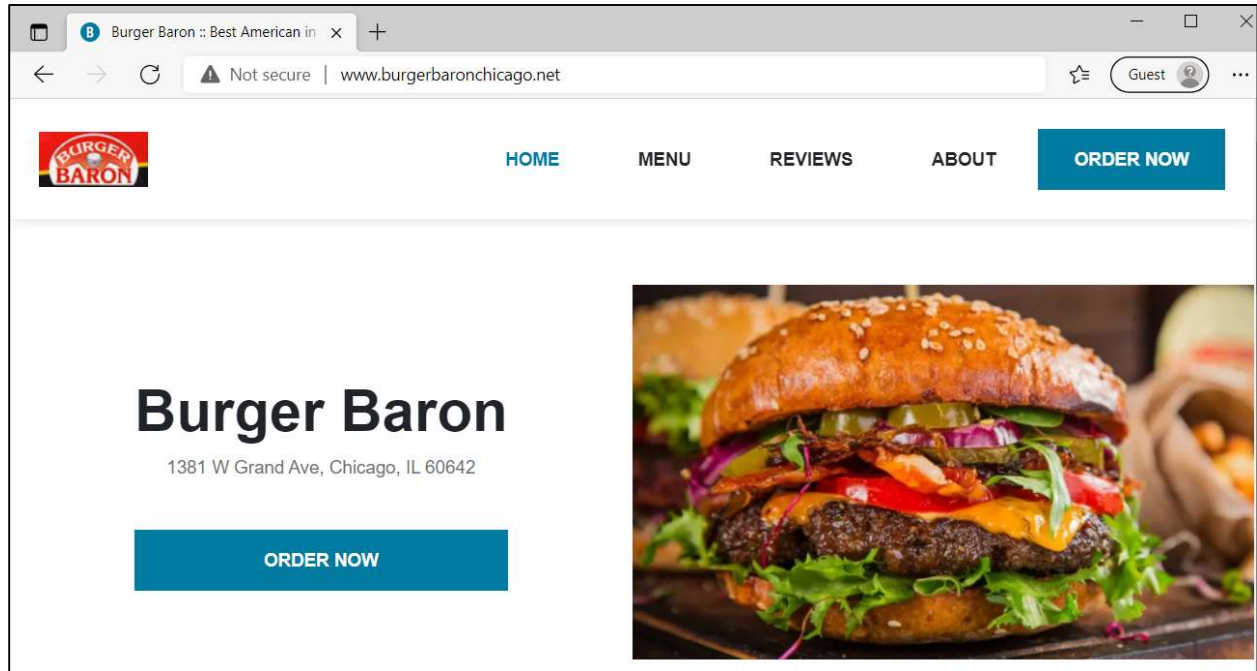 B Burger Baron :: Best American in
Not secure | www.burgerbaronchicago.net
Guest
BURGER
BARON
HOME MENU REVIEWS ABOUT ORDER NOW
Burger Baron
1381 W Grand Ave, Chicago, IL 60642
ORDER NOW